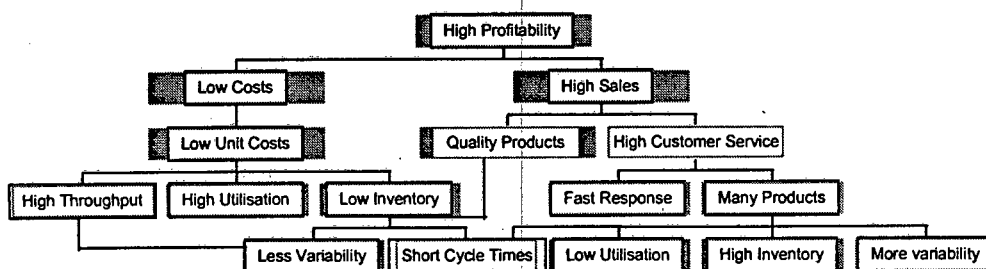 High Profitability
Low Costs
High Sales
Low Unit Costs
Quality Products
High Customer Service
High Throughput
High Utilisation
Low Inventory
Fast Response
Many Products
Less Variability
Short Cycle Times
Low Utilisation
High Inventory
More variability